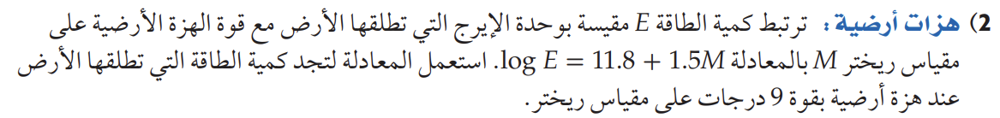 2) هزات أرضية: ترتبط كمية الطاقة E مقيسة بوحدة الإيرج التي تطلقها الأرض مع قوة الهزة الأرضية على
مقياس ريختر M بالمعادلة log E = 11.8 + 1.5M. استعمل المعادلة لتجد كمية الطاقة التي تطلقها الأرض
عند هزة أرضية بقوة 9 درجات على مقياس ريختر.